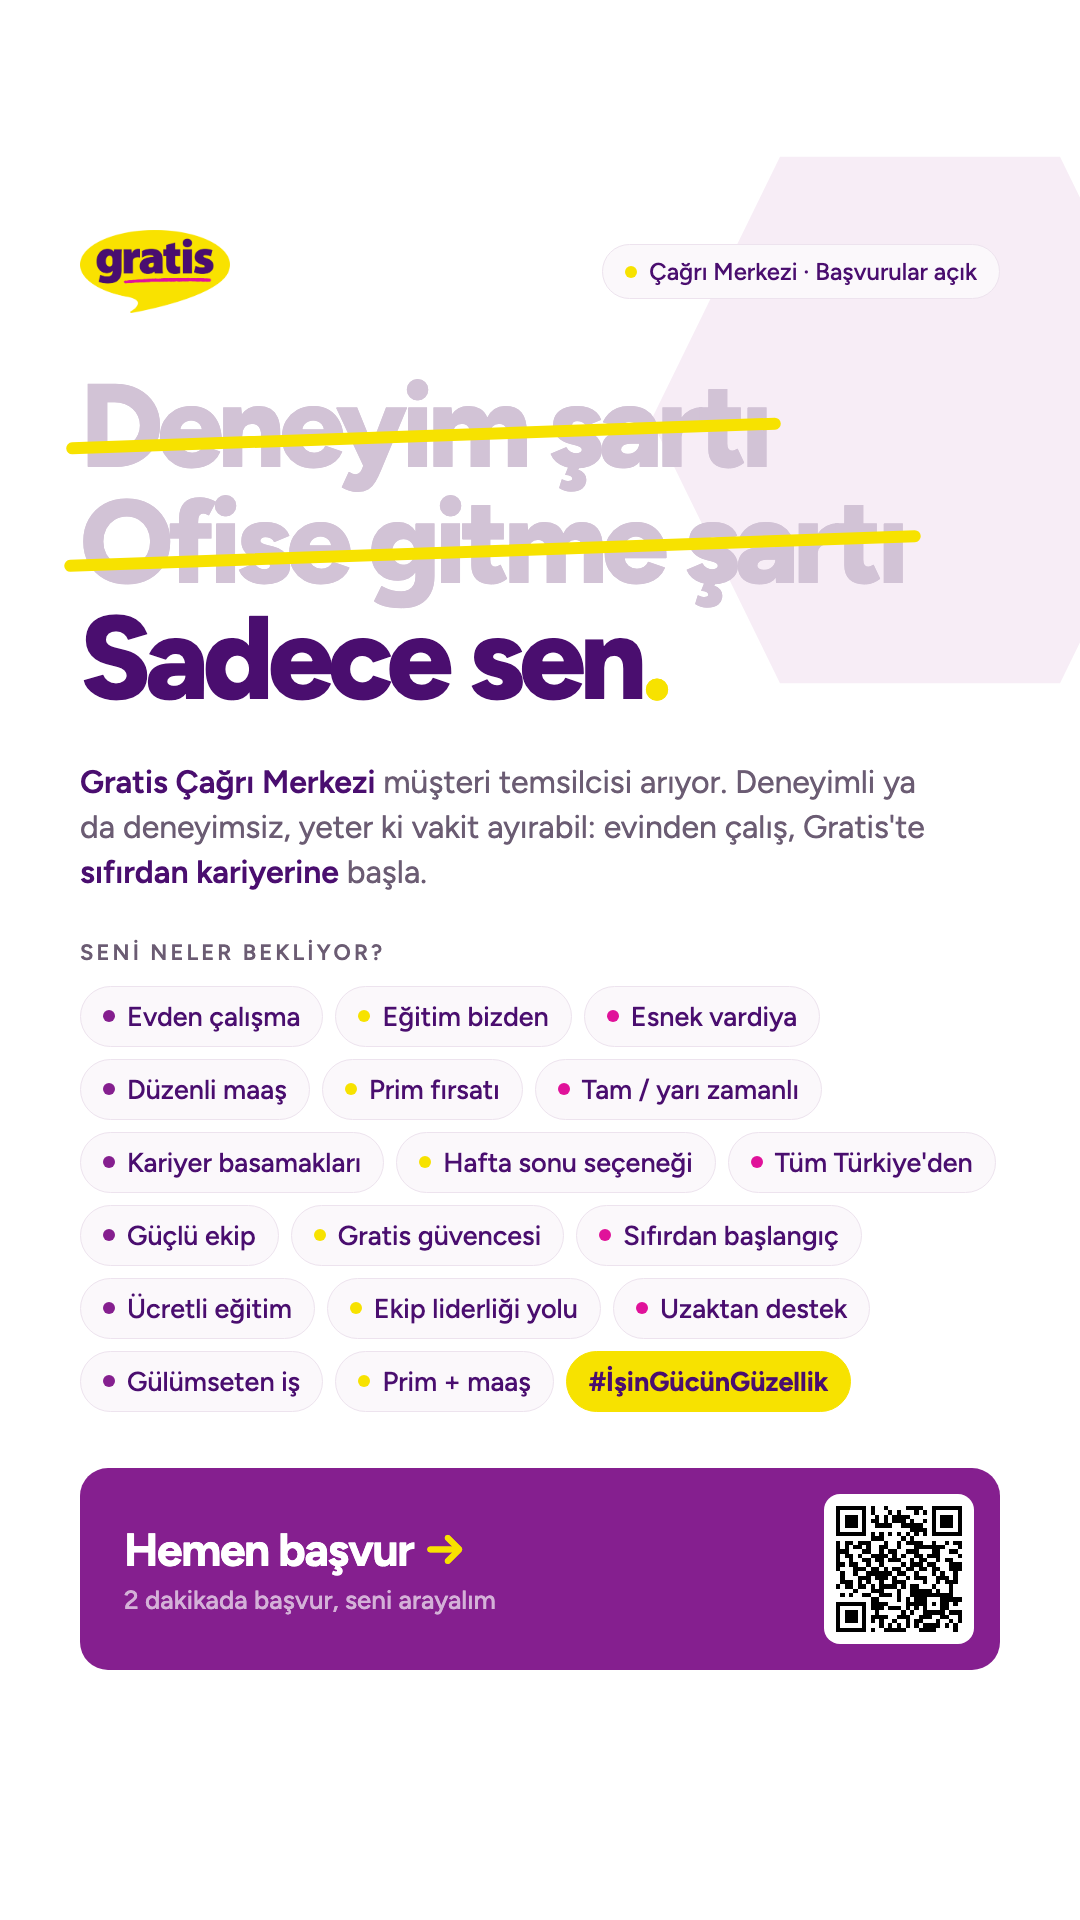 gratis
Çağrı Merkezi · Başvurular açık
Deneyim şartı
Ofise gitme şartı
Sadece sen.
Gratis Çağrı Merkezi müşteri temsilcisi arıyor. Deneyimli ya
da deneyimsiz, yeter ki vakit ayırabil: evinden çalış, Gratis'te
sıfırdan kariyerine başla.
SENİ NELER BEKLİYOR?
Evden çalışma
Eğitim bizden
Esnek vardiya
Düzenli maaş
Prim fırsatı
Tam / yarı zamanlı
Kariyer basamakları
Hafta sonu seçeneği
Tüm Türkiye'den
Güçlü ekip
Gratis güvencesi
Sıfırdan başlangıç
Ücretli eğitim
Ekip liderliği yolu
Uzaktan destek
Gülümseten iş
Prim + maaş
#İşinGücünGüzellik
Hemen başvur →
2 dakikada başvur, seni arayalım